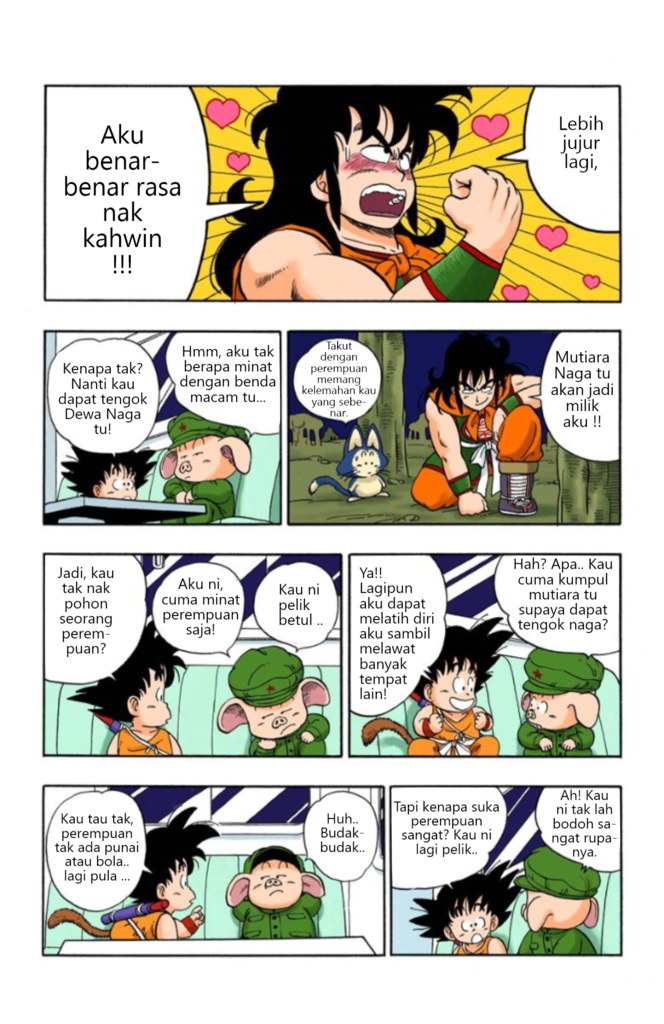 Lebih
jujur
lagi,
Aku
benar-
benar rasa
nak
kahwin
!!!
Mutiara
Naga tu
akan jadi
milik
aku !!
Takut
dengan
perempuan
memang
kelemahan kau
yang sebe-
nar.
Hmm, aku tak
berapa minat
dengan benda
macam tu...
Kenapa tak?
Nanti kau
dapat tengok
Dewa Naga
tu!
Hah? Apa.. Kau
cuma kumpul
mutiara tu
supaya dapat
tengok naga?
Ya!!
Lagipun
aku dapat
melatih diri
aku sambil
melawat
banyak
tempat
lain!
Kau ni
pelik
betul ..
Aku ni,
cuma minat
perempuan
saja!
Jadi, kau
tak nak
pohon
seorang
perem-
puan?
Ah! Kau
ni tak lah
bodoh sa-
ngat rupa-
nya.
Tapi kenapa suka
perempuan
sangat? Kau ni
lagi pelik..
Huh..
Budak-
budak..
Kau tau tak,
perempuan
tak ada punai
atau bola..
lagi pula ...